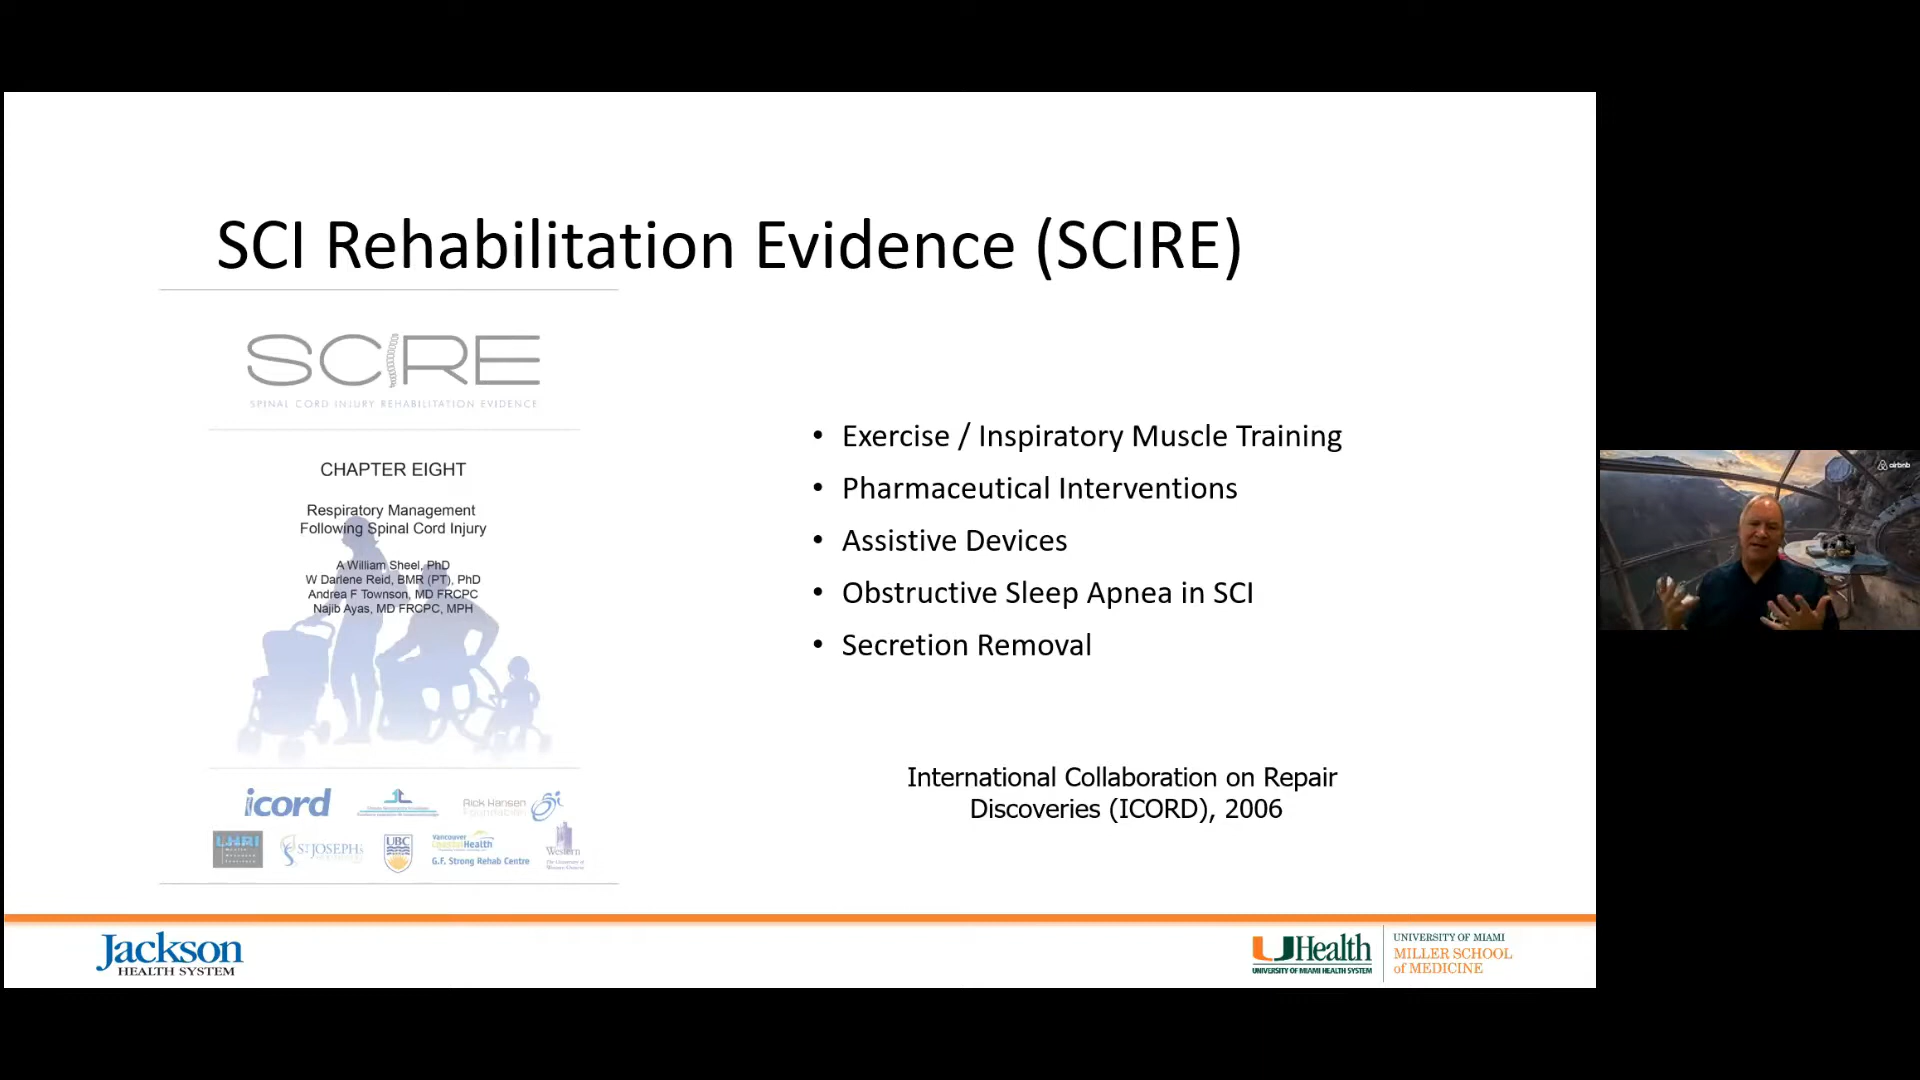 SCI Rehabilitation Evidence (SCIRE)
SCIRE
SPINAL CORD INJURY REHABILITATION EVIDENCE
CHAPTER EIGHT
Respiratory Management
Following Spinal Cord Injury
A William Sheel, PhD
W Darlene Reid, BMR (PT), PhD
Andrea F Townson, MD FRCPC
Najib Ayas, MD FRCPC, MPH
icord
Rick Hansen
Foundation
LHRI
ST JOSEPH'S
UBC
Vancouver
CoastalHealth
G.F. Strong Rehab Centre
Western
• Exercise / Inspiratory Muscle Training
• Pharmaceutical Interventions
• Assistive Devices
• Obstructive Sleep Apnea in SCI
• Secretion Removal
International Collaboration on Repair
Discoveries (ICORD), 2006
airbnb
Jackson
HEALTH SYSTEM
UHealth
UNIVERSITY OF MIAMI HEALTH SYSTEM
UNIVERSITY OF MIAMI
MILLER SCHOOL
of MEDICINE